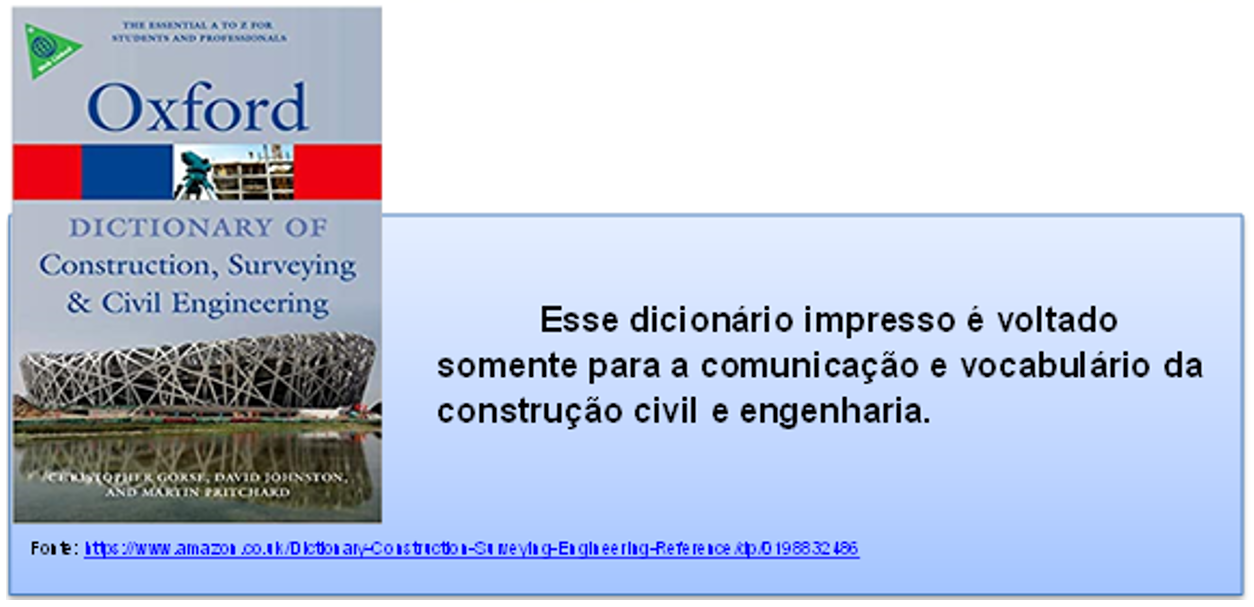 THE ESSENTIAL A TO Z FOR
STUDENTS AND PROFESSIONALS
Oxford
DICTIONARY OF
Construction, Surveying
& Civil Engineering
CHRISTOPHER GORSE, DAVID JOHNSTON,
AND MARTIN PRITCHARD
Esse dicionário impresso é voltado
somente para a comunicação e vocabulário da
construção civil e engenharia.
Fonte: https://www.amazon.co.uk/Dictionary-Construction-Surveying-Engineering-Reference/dp/0198832486